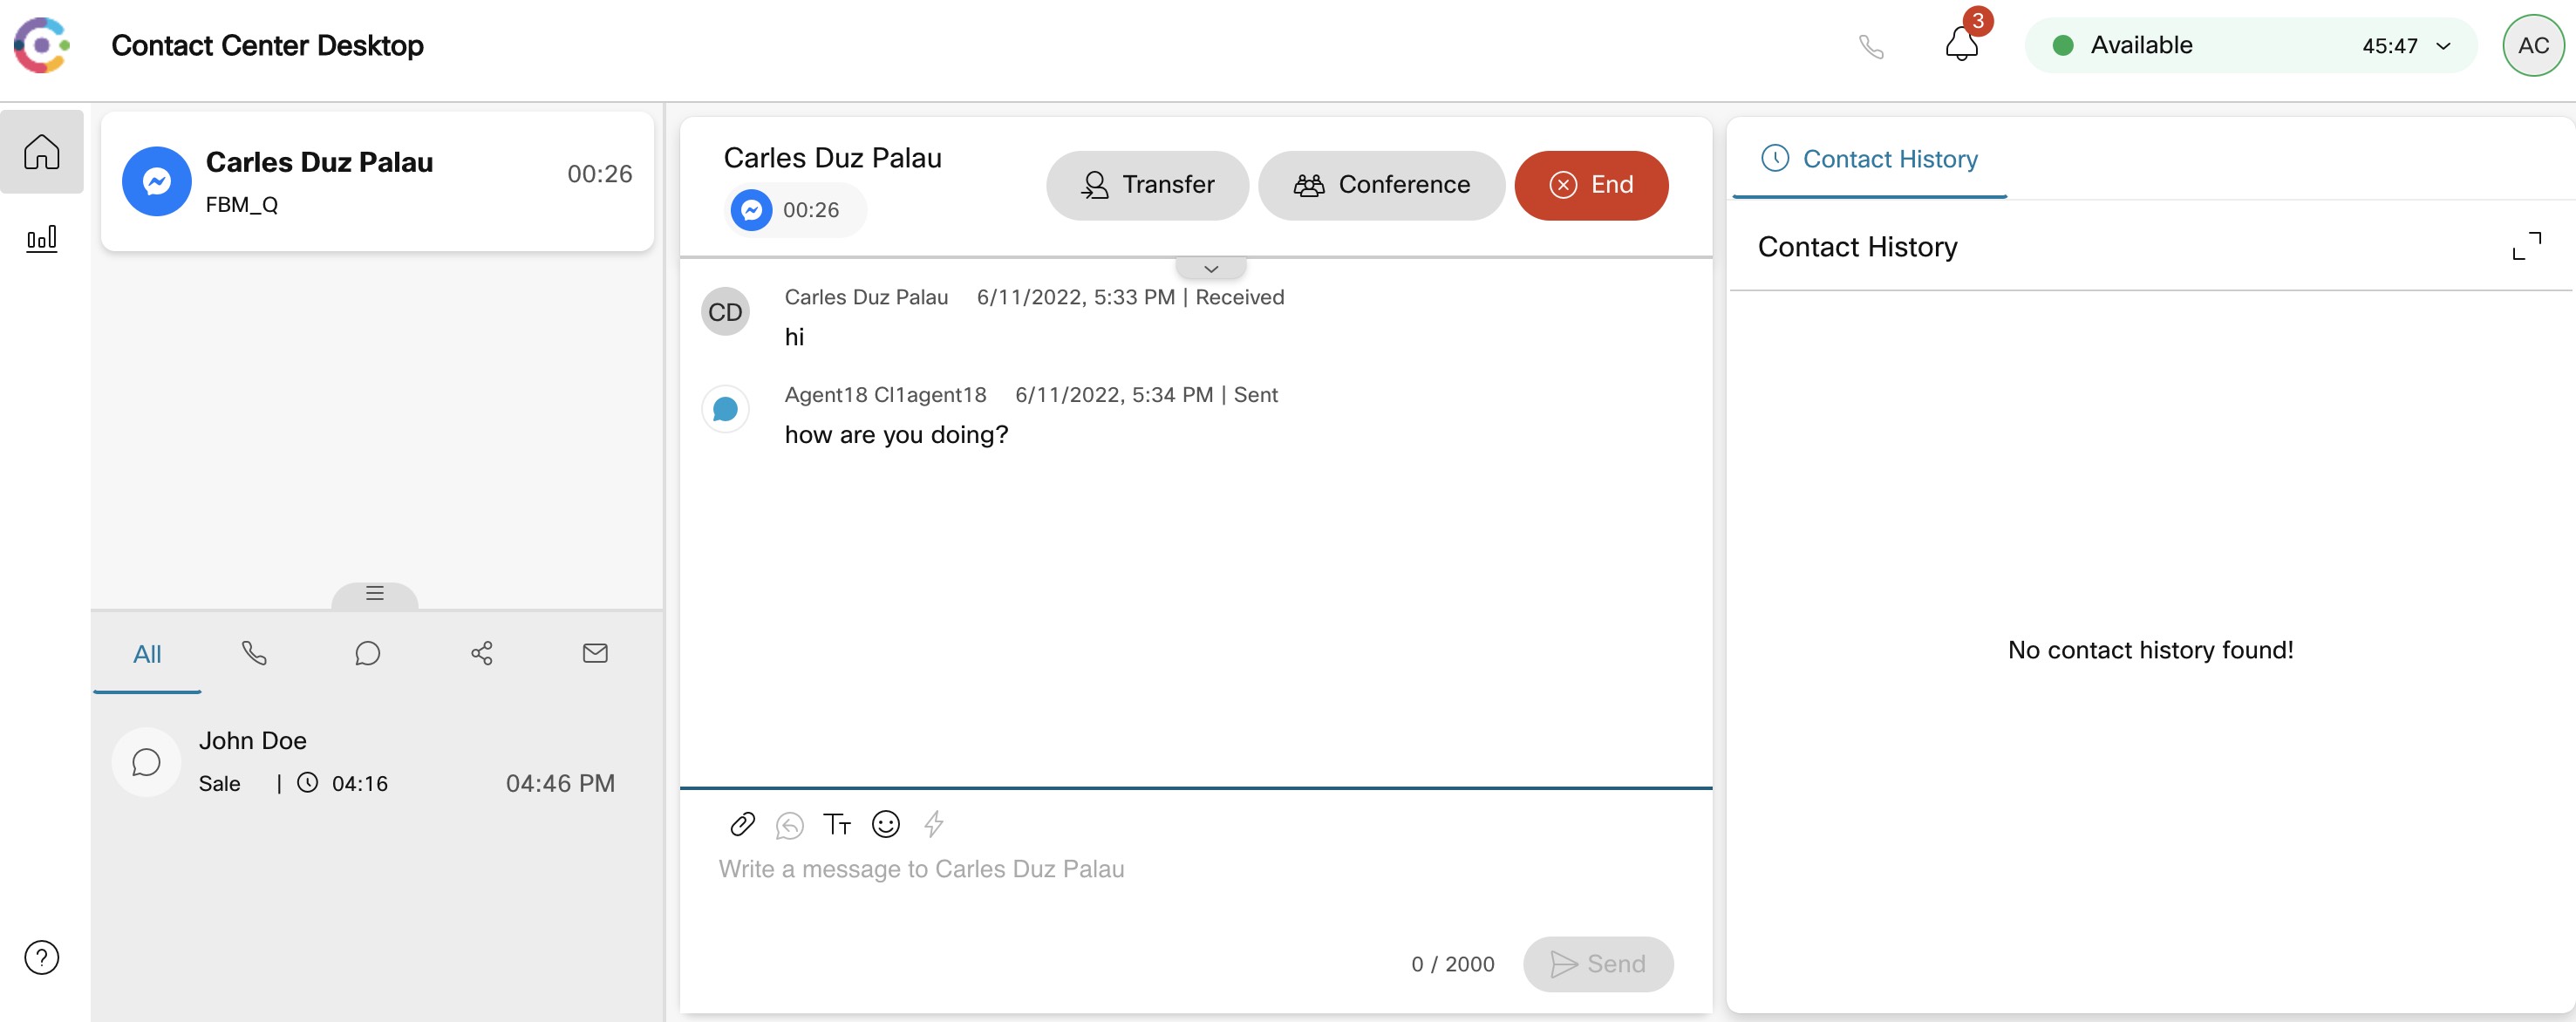 Contact Center Desktop
3
Available 45:47
AC
Carles Duz Palau
00:26
FBM_Q
All
John Doe
Sale | 04:16 04:46 PM
Carles Duz Palau
00:26
Transfer
Conference
End
CD
Carles Duz Palau 6/11/2022, 5:33 PM | Received
hi
Agent18 Cl1agent18 6/11/2022, 5:34 PM | Sent
how are you doing?
Write a message to Carles Duz Palau
0 / 2000
Send
Contact History
Contact History
No contact history found!